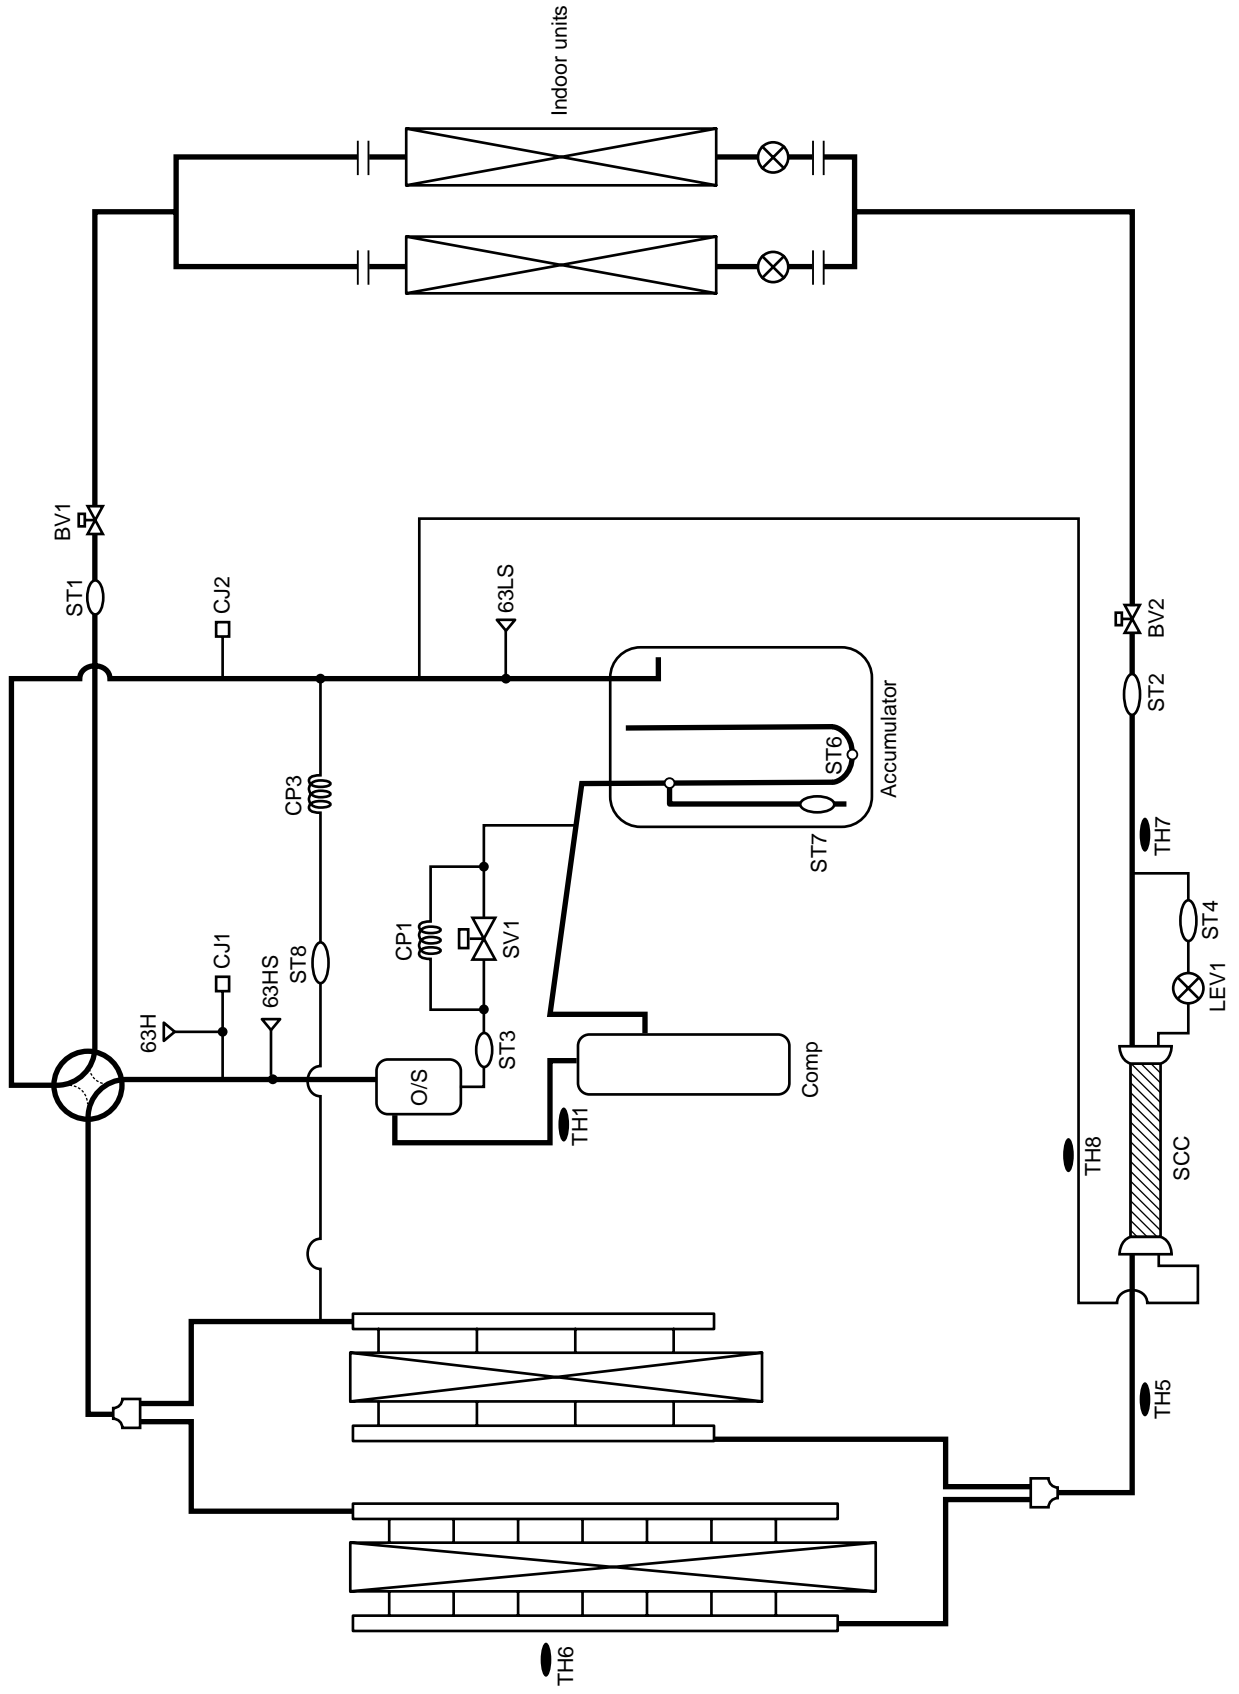 Indoor units
BV1
ST1
CJ2
63LS
BV2
ST2
CP3
ST6
Accumulator
ST7
TH7
63H
CJ1
63HS
ST8
CP1
SV1
ST4
LEV1
O/S
ST3
Comp
TH1
TH8
SCC
TH5
TH6